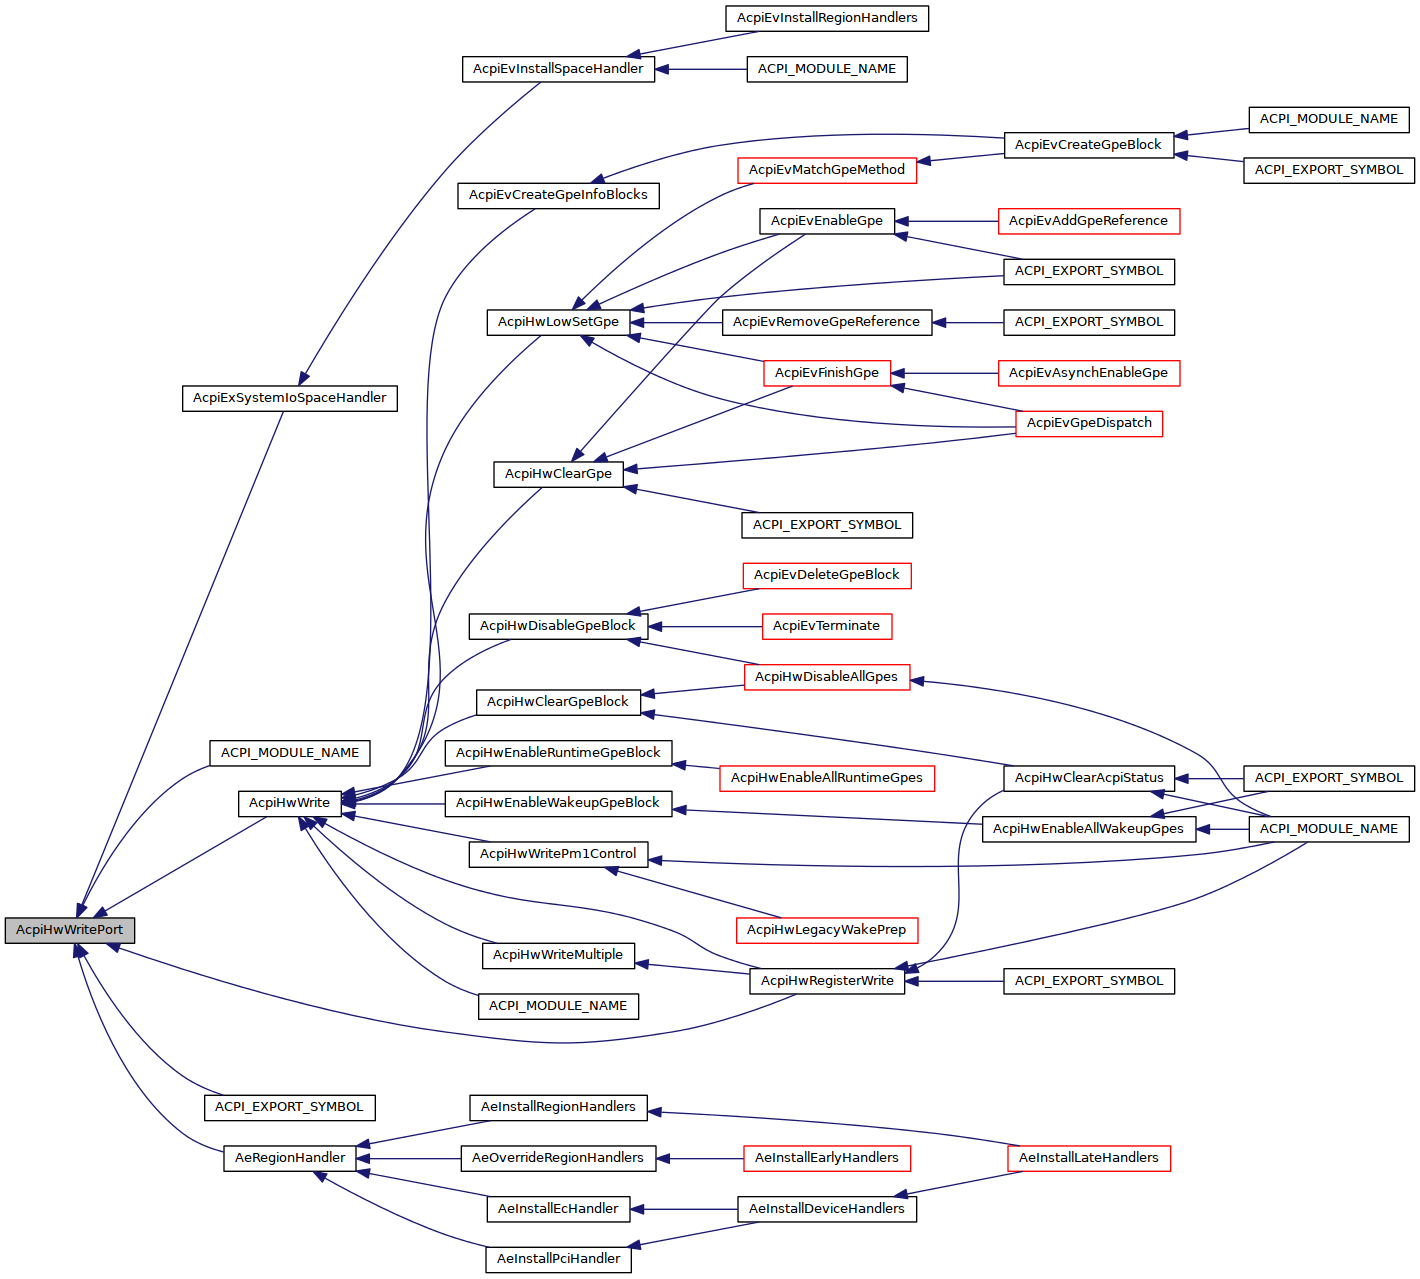 AcpiEvInstallRegionHandlers
AcpiEvInstallSpaceHandler
ACPI_MODULE_NAME
ACPI_MODULE_NAME
AcpiEvCreateGpeBlock
AcpiEvMatchGpeMethod
ACPI_EXPORT_SYMBOL
AcpiEvCreateGpeInfoBlocks
AcpiEvEnableGpe
AcpiEvAddGpeReference
ACPI_EXPORT_SYMBOL
AcpiHwLowSetGpe
AcpiEvRemoveGpeReference
ACPI_EXPORT_SYMBOL
AcpiEvFinishGpe
AcpiEvAsynchEnableGpe
AcpiExSystemIoSpaceHandler
AcpiEvGpeDispatch
AcpiHwClearGpe
ACPI_EXPORT_SYMBOL
AcpiEvDeleteGpeBlock
AcpiHwDisableGpeBlock
AcpiEvTerminate
AcpiHwDisableAllGpes
AcpiHwClearGpeBlock
ACPI_MODULE_NAME
AcpiHwEnableRuntimeGpeBlock
AcpiHwEnableAllRuntimeGpes
AcpiHwClearAcpiStatus
ACPI_EXPORT_SYMBOL
AcpiHwWrite
AcpiHwEnableWakeupGpeBlock
AcpiHwEnableAllWakeupGpes
ACPI_MODULE_NAME
AcpiHwWritePm1Control
AcpiHwWritePort
AcpiHwLegacyWakePrep
AcpiHwWriteMultiple
AcpiHwRegisterWrite
ACPI_EXPORT_SYMBOL
ACPI_MODULE_NAME
ACPI_EXPORT_SYMBOL
AeInstallRegionHandlers
AeRegionHandler
AeOverrideRegionHandlers
AeInstallEarlyHandlers
AeInstallLateHandlers
AeInstallEcHandler
AeInstallDeviceHandlers
AeInstallPciHandler